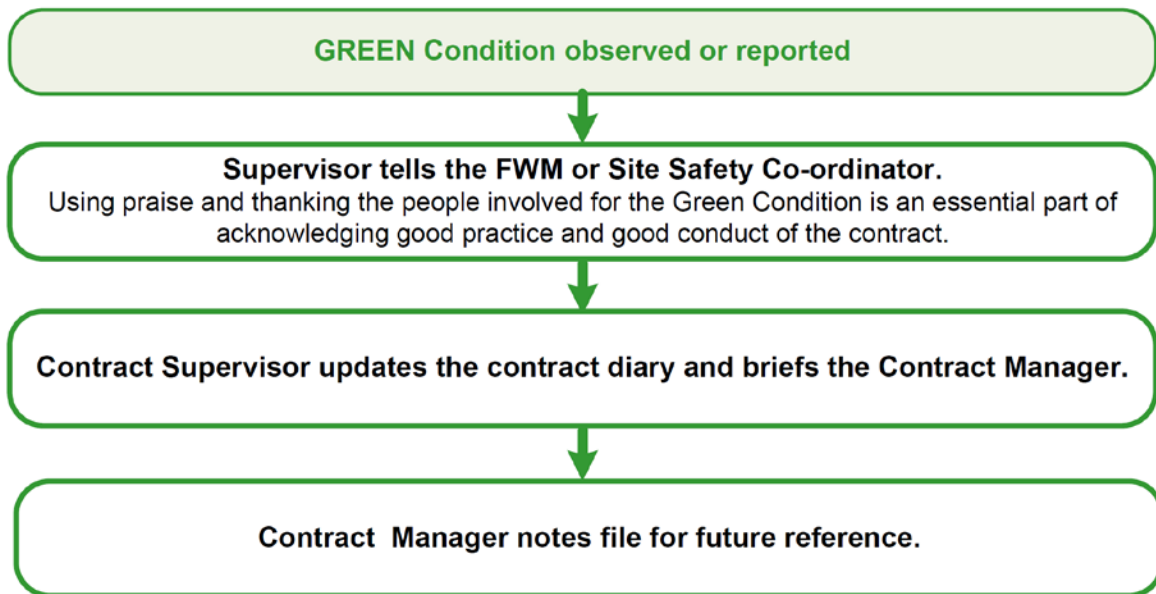 GREEN Condition observed or reported
Supervisor tells the FWM or Site Safety Co-ordinator.
Using praise and thanking the people involved for the Green Condition is an essential part of
acknowledging good practice and good conduct of the contract.
Contract Supervisor updates the contract diary and briefs the Contract Manager.
Contract  Manager notes file for future reference.